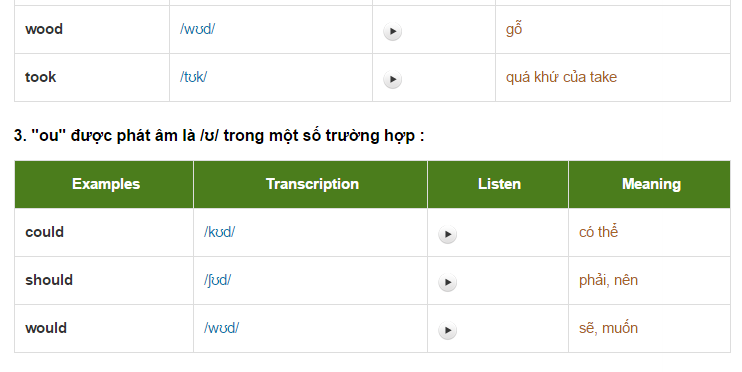 wood /wʊd/ gỗ
took /tʊk/ quá khứ của take
3. "ou" được phát âm là /ʊ/ trong một số trường hợp :
Examples Transcription Listen Meaning
could /kʊd/ có thể
should /ʃʊd/ phải, nên
would /wʊd/ sẽ, muốn